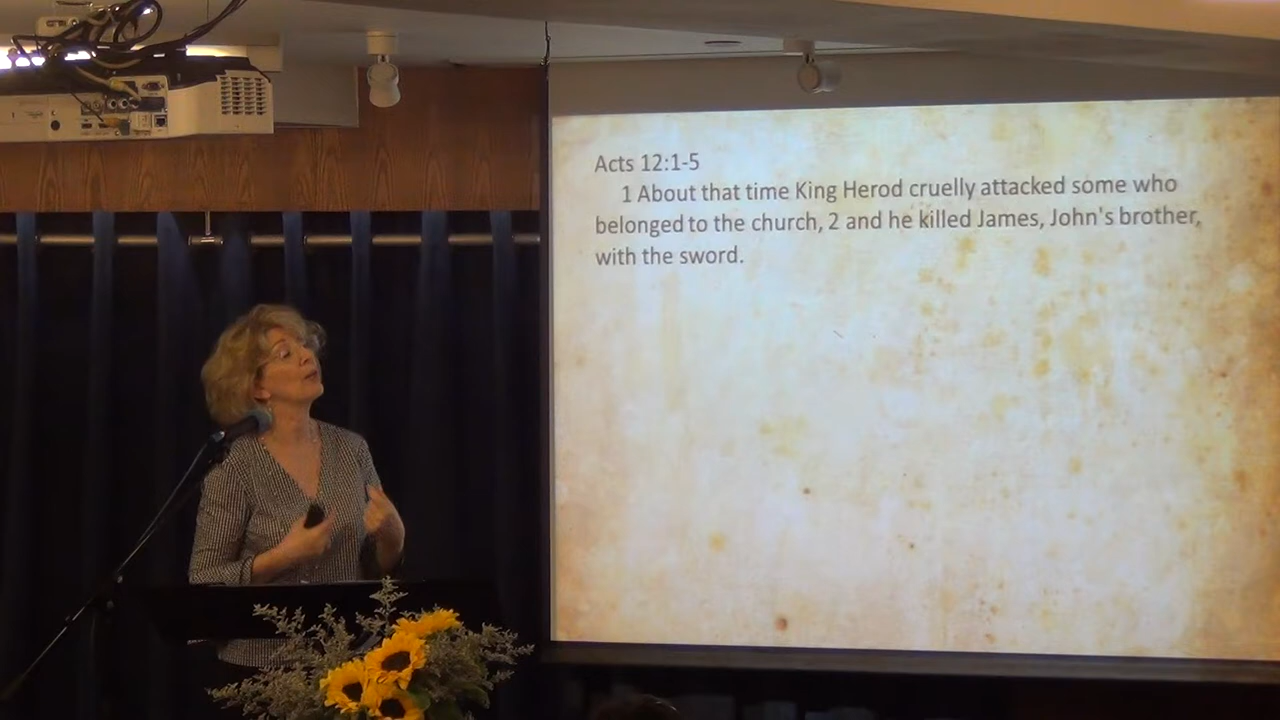 Acts 12:1-5
1 About that time King Herod cruelly attacked some who
belonged to the church, 2 and he killed James, John's brother,
with the sword.